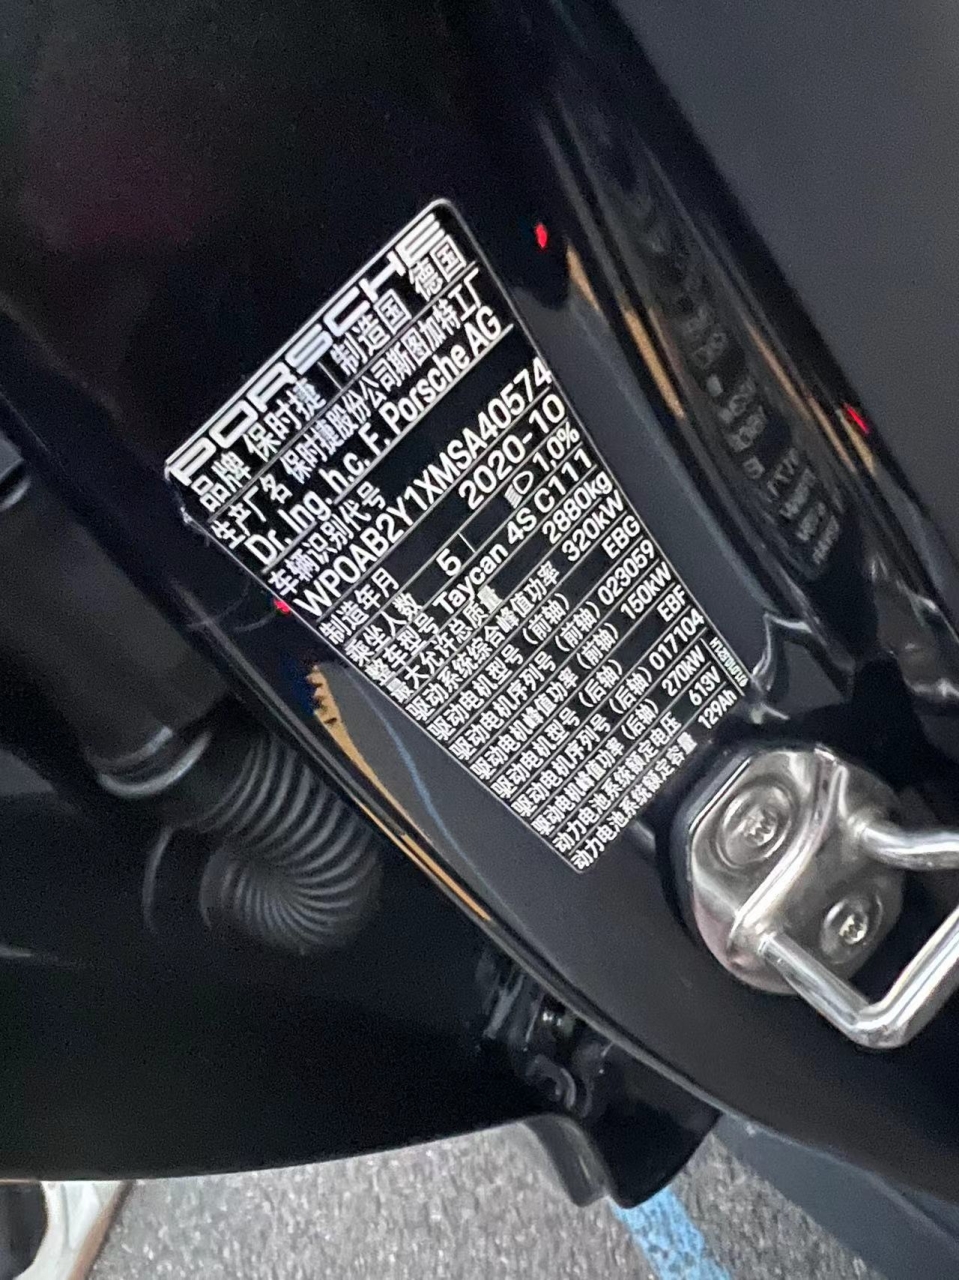 PORSCHE
品牌 保时捷 制造国 德国
生产厂名 保时捷股份公司斯图加特工厂
Dr. Ing. h.c. F. Porsche AG
车辆识别代号
WP0AB2Y1XMSA40574
制造年月 2020-10
乘坐人数 5 1,0%
整车型号 Taycan 4S C111
最大允许总质量 2880kg
驱动系统综合峰值功率 320kW
驱动电机型号（前轴） EBG
驱动电机序列号（前轴） 023059
驱动电机峰值功率（前轴） 150kW
驱动电机型号（后轴） EBF
驱动电机序列号（后轴） 017104
驱动电机峰值功率（后轴） 270kW
动力电池系统额定电压 613V
动力电池系统额定容量 129Ah